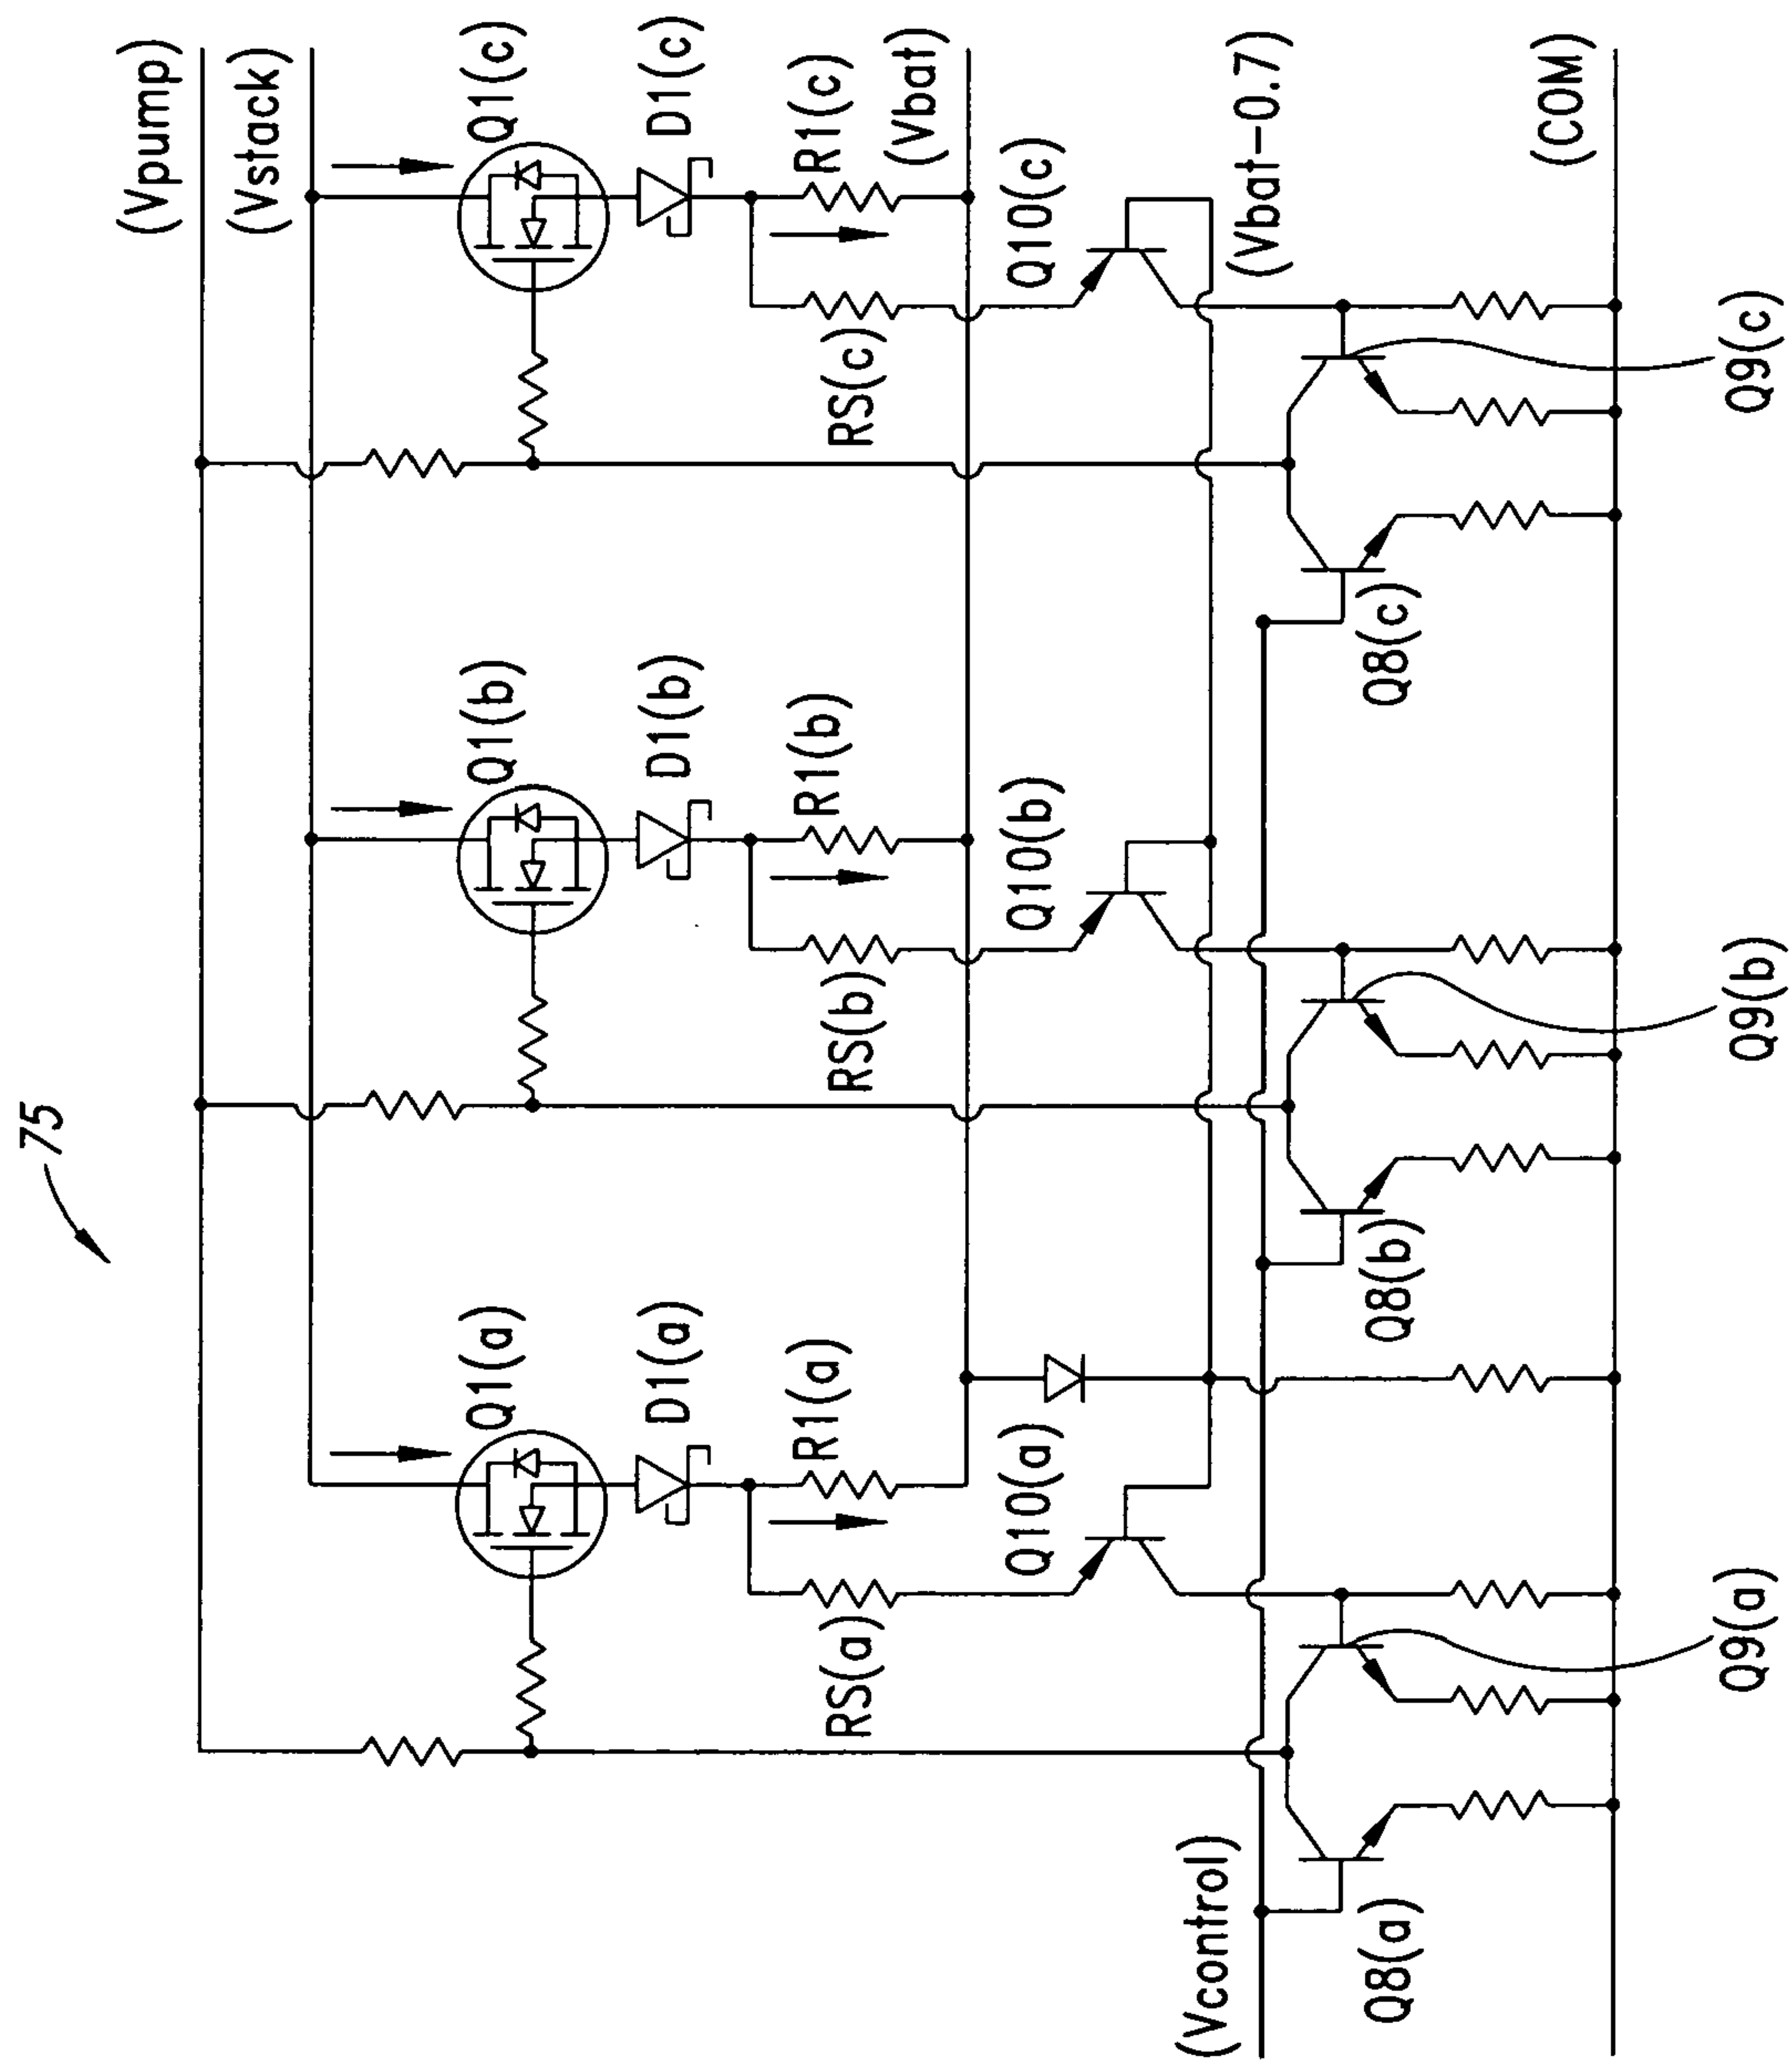 75
(Vpump)
(Vstack)
Q1(a)
Q1(b)
Q1(c)
D1(a)
D1(b)
D1(c)
R1(a)
R1(b)
R1(c)
RS(a)
RS(b)
RS(c)
(Vbat)
Q10(a)
Q10(b)
Q10(c)
(Vbat-0.7)
(Vcontrol)
Q8(a)
Q8(b)
Q8(c)
(COM)
Q9(a)
Q9(b)
Q9(c)